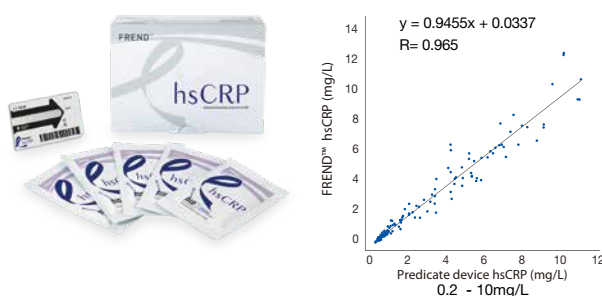 FREND™
hsCRP
hsCRP
hsCRP
y = 0.9455x + 0.0337
R= 0.965
FREND™ hsCRP (mg/L)
14
12
10
8
6
4
2
0
0 2 4 6 8 10 12
Predicate device hsCRP (mg/L)
0.2 - 10mg/L